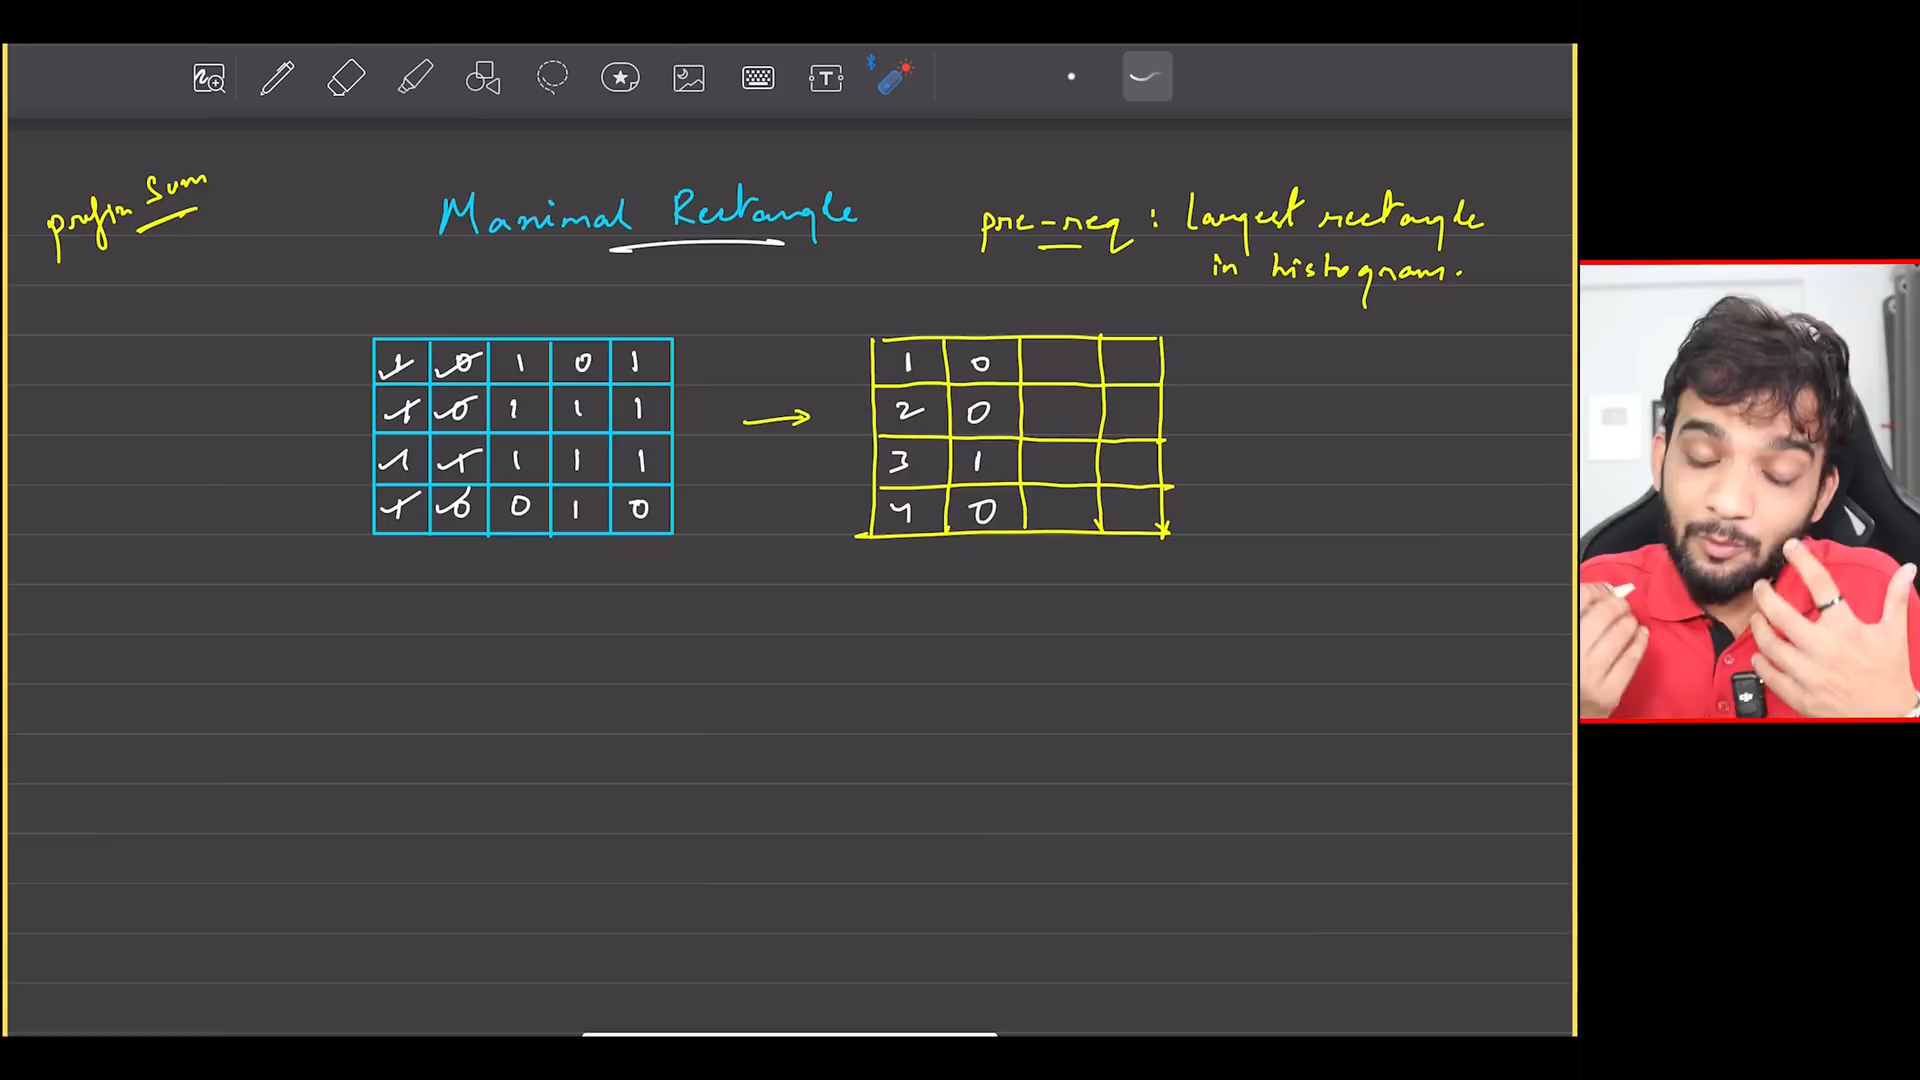 prefix Sum
Maximal Rectangle
pre-req : largest rectangle
in histogram.
1 0 1 0 1
1 0 1 1 1
1 1 1 1 1
1 0 0 1 0
→
1 0
2 0
3 1
4 0
T